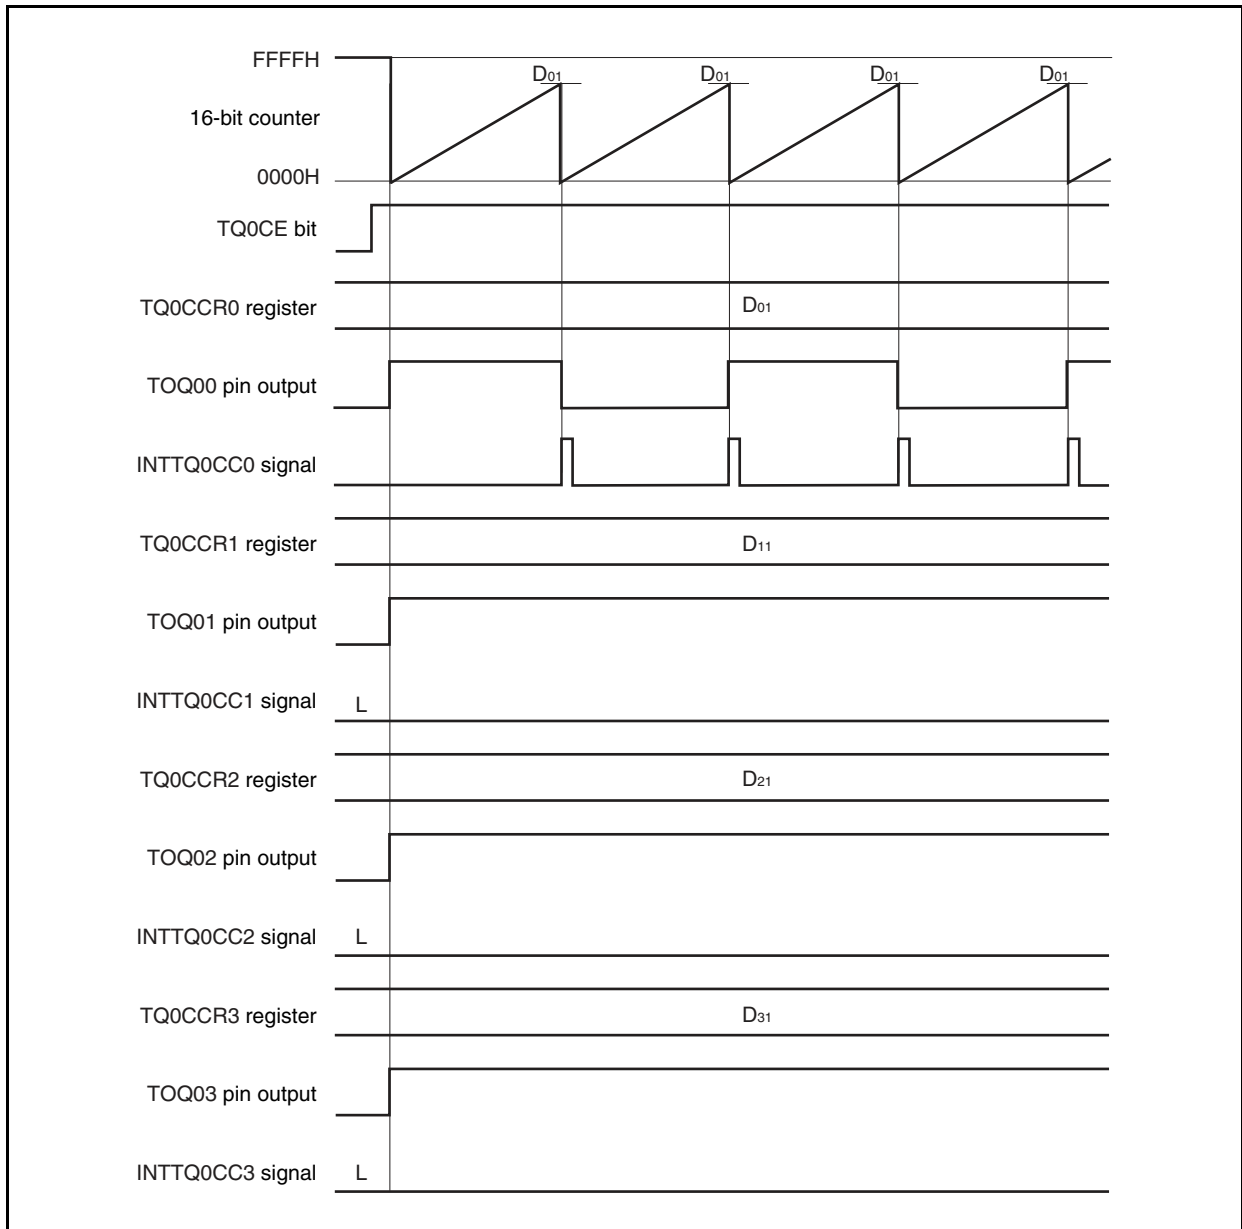 FFFFH
D01 D01 D01 D01
16-bit counter
0000H
TQ0CE bit
TQ0CCR0 register D01
TOQ00 pin output
INTTQ0CC0 signal
TQ0CCR1 register D11
TOQ01 pin output
INTTQ0CC1 signal L
TQ0CCR2 register D21
TOQ02 pin output
INTTQ0CC2 signal L
TQ0CCR3 register D31
TOQ03 pin output
INTTQ0CC3 signal L